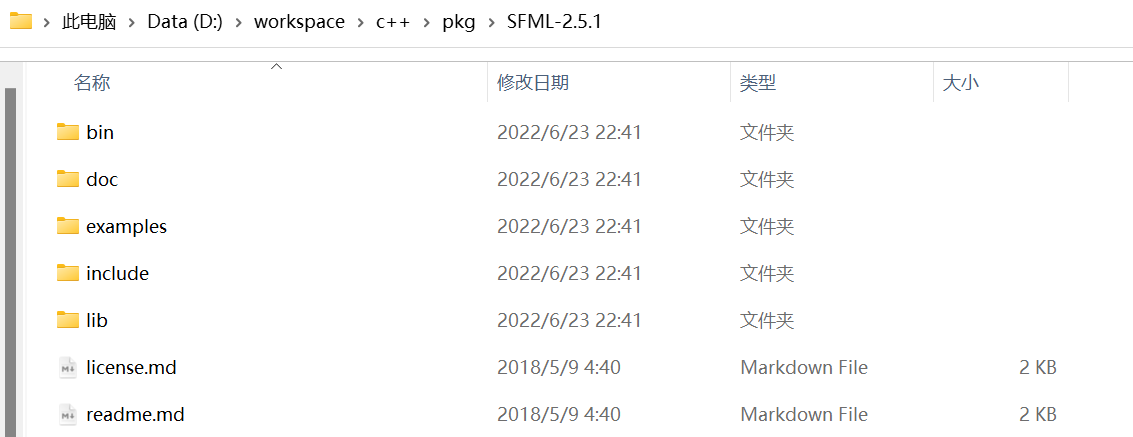 此电脑 > Data (D:) > workspace > c++ > pkg > SFML-2.5.1
名称 修改日期 类型 大小
bin 2022/6/23 22:41 文件夹
doc 2022/6/23 22:41 文件夹
examples 2022/6/23 22:41 文件夹
include 2022/6/23 22:41 文件夹
lib 2022/6/23 22:41 文件夹
license.md 2018/5/9 4:40 Markdown File 2 KB
readme.md 2018/5/9 4:40 Markdown File 2 KB